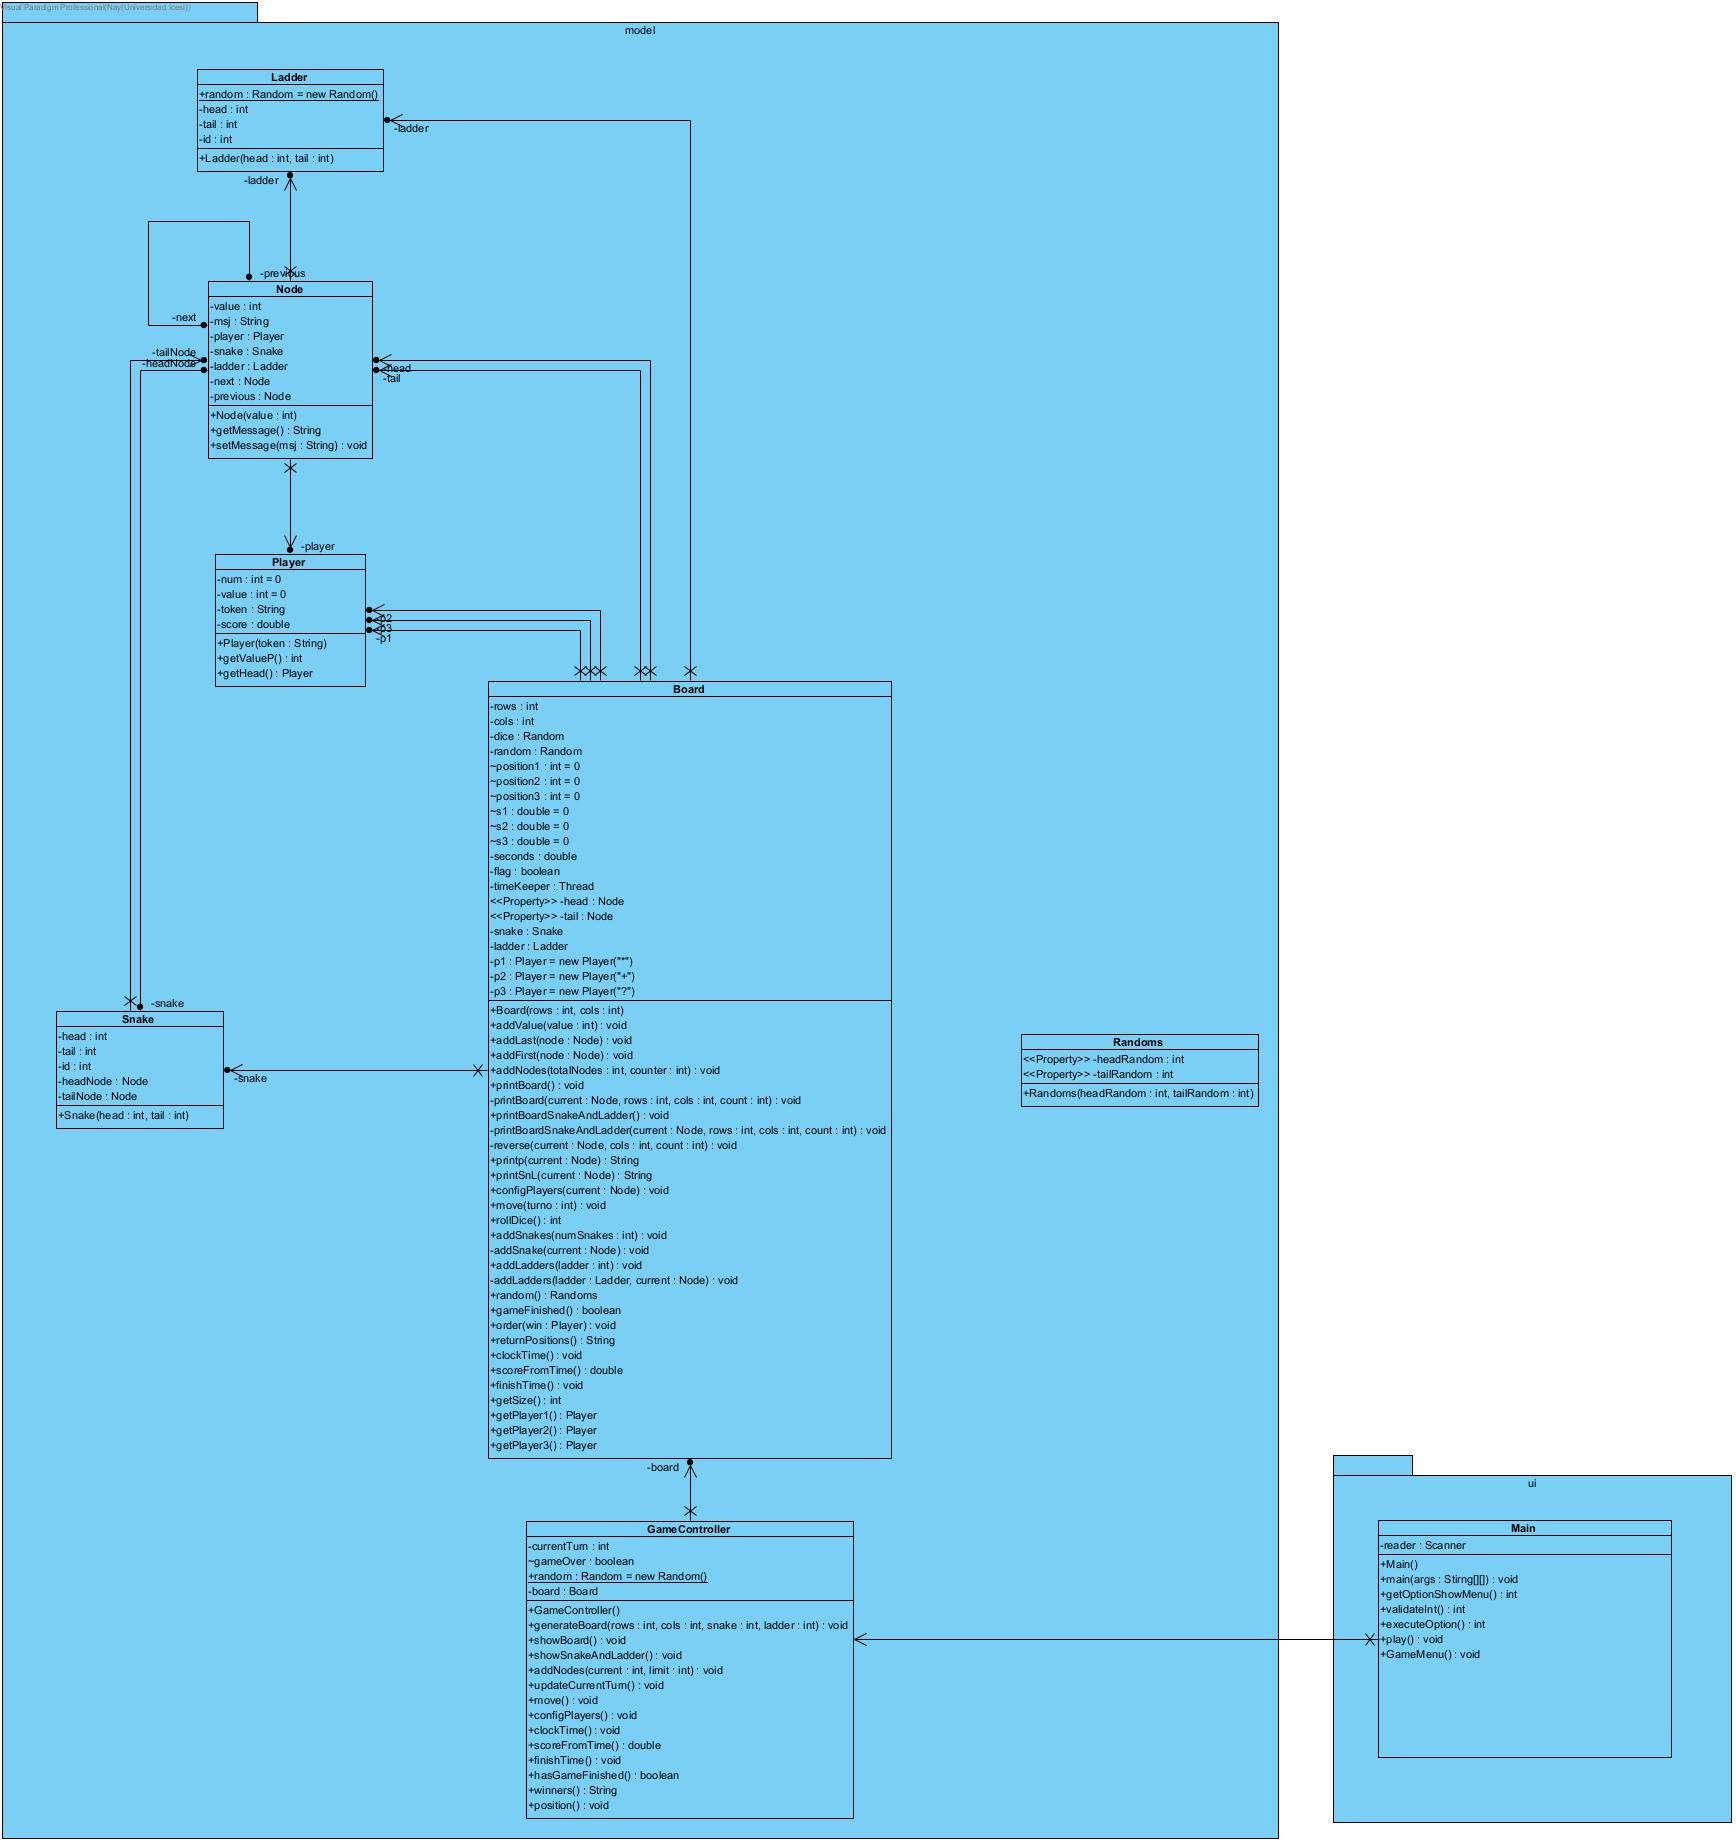 Visual Paradigm Professional(Nay(Universidad Icesi))
model
Ladder
+random : Random = new Random()
-head : int
-tail : int
-id : int
+Ladder(head : int, tail : int)
-ladder
-ladder
-previous
-next
Node
-value : int
-msj : String
-player : Player
-snake : Snake
-ladder : Ladder
-next : Node
-previous : Node
+Node(value : int)
+getMessage() : String
+setMessage(msj : String) : void
-tailNode
-headNode
-head
-tail
-player
Player
-num : int = 0
-value : int = 0
-token : String
-score : double
+Player(token : String)
+getValueP() : int
+getHead() : Player
-p2
-p3
-p1
Board
-rows : int
-cols : int
-dice : Random
-random : Random
~position1 : int = 0
~position2 : int = 0
~position3 : int = 0
~s1 : double = 0
~s2 : double = 0
~s3 : double = 0
-seconds : double
-flag : boolean
-timeKeeper : Thread
<<Property>> -head : Node
<<Property>> -tail : Node
-snake : Snake
-ladder : Ladder
-p1 : Player = new Player("*")
-p2 : Player = new Player("+")
-p3 : Player = new Player("?")
+Board(rows : int, cols : int)
+addValue(value : int) : void
+addLast(node : Node) : void
+addFirst(node : Node) : void
+addNodes(totalNodes : int, counter : int) : void
+printBoard() : void
-printBoard(current : Node, rows : int, cols : int, count : int) : void
+printBoardSnakeAndLadder() : void
-printBoardSnakeAndLadder(current : Node, rows : int, cols : int, count : int) : void
-reverse(current : Node, cols : int, count : int) : void
+printp(current : Node) : String
+printSnL(current : Node) : String
+configPlayers(current : Node) : void
+move(turno : int) : void
+rollDice() : int
+addSnakes(numSnakes : int) : void
-addSnake(current : Node) : void
+addLadders(ladder : int) : void
-addLadders(ladder : Ladder, current : Node) : void
+random() : Randoms
+gameFinished() : boolean
+order(win : Player) : void
+returnPositions() : String
+clockTime() : void
+scoreFromTime() : double
+finishTime() : void
+getSize() : int
+getPlayer1() : Player
+getPlayer2() : Player
+getPlayer3() : Player
-snake
Snake
-head : int
-tail : int
-id : int
-headNode : Node
-tailNode : Node
+Snake(head : int, tail : int)
-snake
Randoms
<<Property>> -headRandom : int
<<Property>> -tailRandom : int
+Randoms(headRandom : int, tailRandom : int)
-board
GameController
-currentTurn : int
~gameOver : boolean
+random : Random = new Random()
-board : Board
+GameController()
+generateBoard(rows : int, cols : int, snake : int, ladder : int) : void
+showBoard() : void
+showSnakeAndLadder() : void
+addNodes(current : int, limit : int) : void
+updateCurrentTurn() : void
+move() : void
+configPlayers() : void
+clockTime() : void
+scoreFromTime() : double
+finishTime() : void
+hasGameFinished() : boolean
+winners() : String
+position() : void
ui
Main
-reader : Scanner
+Main()
+main(args : Stirng[][]) : void
+getOptionShowMenu() : int
+validateInt() : int
+executeOption() : int
+play() : void
+GameMenu() : void